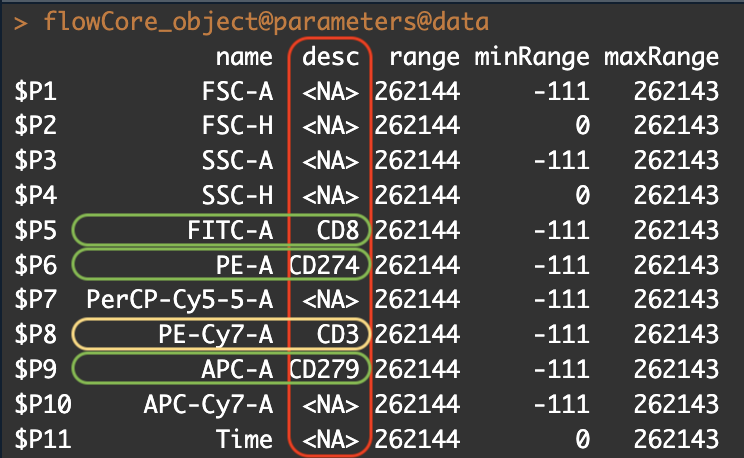 > flowCore_object@parameters@data
name desc range minRange maxRange
$P1 FSC-A <NA> 262144 -111 262143
$P2 FSC-H <NA> 262144 0 262143
$P3 SSC-A <NA> 262144 -111 262143
$P4 SSC-H <NA> 262144 0 262143
$P5 FITC-A CD8 262144 -111 262143
$P6 PE-A CD274 262144 -111 262143
$P7 PerCP-Cy5-5-A <NA> 262144 -111 262143
$P8 PE-Cy7-A CD3 262144 -111 262143
$P9 APC-A CD279 262144 -111 262143
$P10 APC-Cy7-A <NA> 262144 -111 262143
$P11 Time <NA> 262144 0 262143